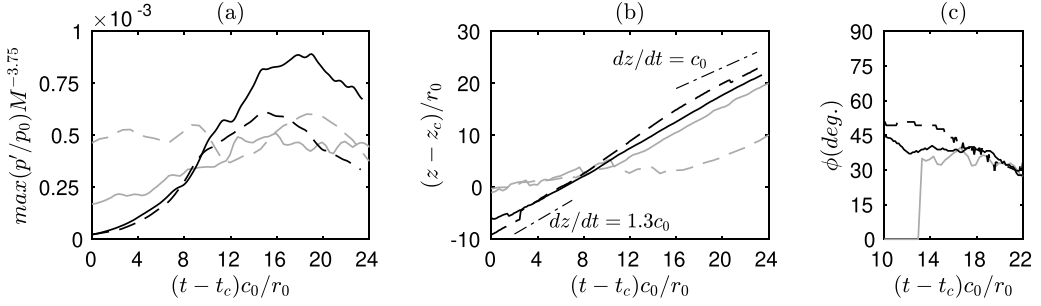 (a)
×10⁻³
1
0.75
0.5
0.25
0
max(p′/p₀)M⁻³·⁷⁵
0 4 8 12 16 20 24
(t − t_c)c₀/r₀
(b)
30
20
10
0
-10
(z − z_c)/r₀
dz/dt = c₀
dz/dt = 1.3c₀
0 4 8 12 16 20 24
(t − t_c)c₀/r₀
(c)
90
75
60
45
30
15
0
ϕ(deg.)
10 14 18 22
(t − t_c)c₀/r₀